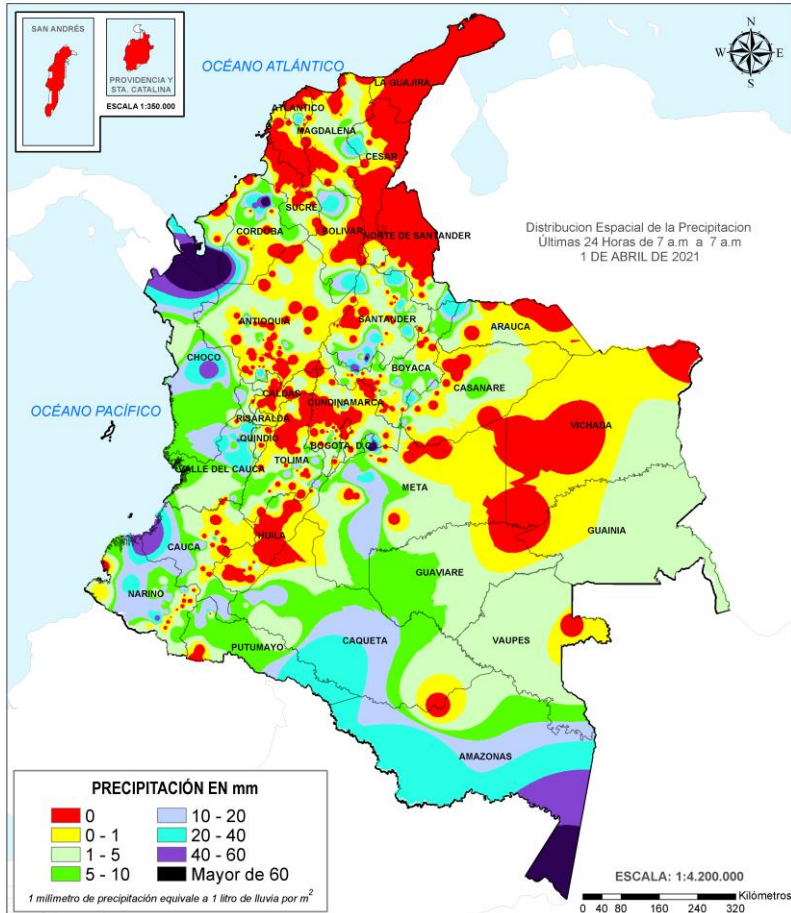 SAN ANDRÉS
PROVIDENCIA Y
STA. CATALINA
ESCALA 1:350.000
OCÉANO ATLÁNTICO
N
W
E
S
LA GUAJIRA
ATLANTICO
MAGDALENA
CESAR
SUCRE
CORDOBA
BOLIVAR
NORTE DE SANTANDER
Distribucion Espacial de la Precipitacion
Últimas 24 Horas de 7 a.m a 7 a.m
1 DE ABRIL DE 2021
ANTIOQUIA
SANTANDER
ARAUCA
CHOCO
BOYACA
CASANARE
OCÉANO PACÍFICO
CALDAS
CUNDINAMARCA
RISARALDA
VICHADA
QUINDIO
BOGOTA, D.C.
VALLE DEL CAUCA
TOLIMA
META
GUAINIA
CAUCA
HUILA
GUAVIARE
NARIÑO
VAUPES
PUTUMAYO
CAQUETA
AMAZONAS
PRECIPITACIÓN EN mm
0
10 - 20
0 - 1
20 - 40
1 - 5
40 - 60
5 - 10
Mayor de 60
1 milímetro de precipitación equivale a 1 litro de lluvia por m²
ESCALA: 1:4.200.000
Kilómetros
0 40 80 160 240 320